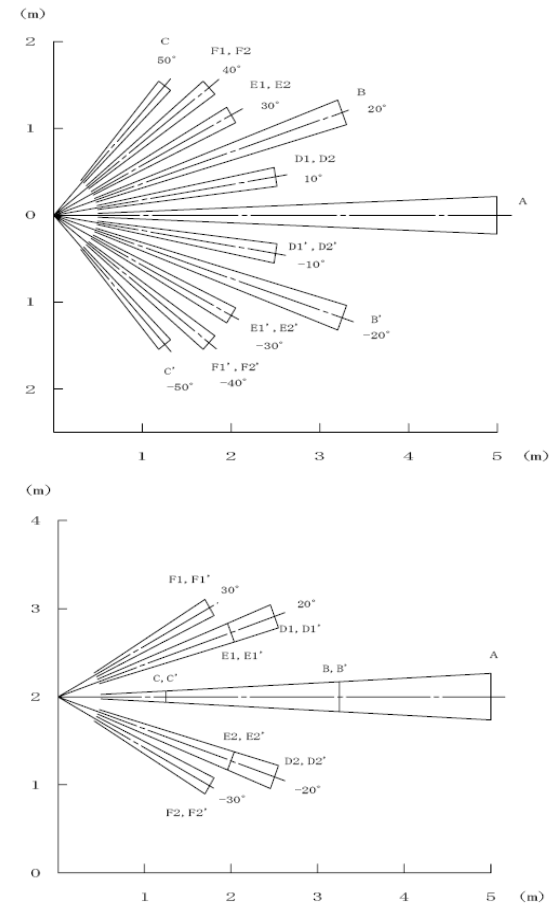 (m)
2
C
50°
F1, F2
40°
E1, E2
30°
B
20°
1
D1, D2
10°
A
0
D1′, D2′
−10°
1
E1′, E2′
−30°
B′
−20°
F1′, F2′
−40°
C′
−50°
2
1 2 3 4 5 (m)
(m)
4
F1, F1′
30°
3
20°
D1, D1′
E1, E1′
C, C′
B, B′
A
2
E2, E2′
D2, D2′
−20°
1
−30°
F2, F2′
0
1 2 3 4 5 (m)